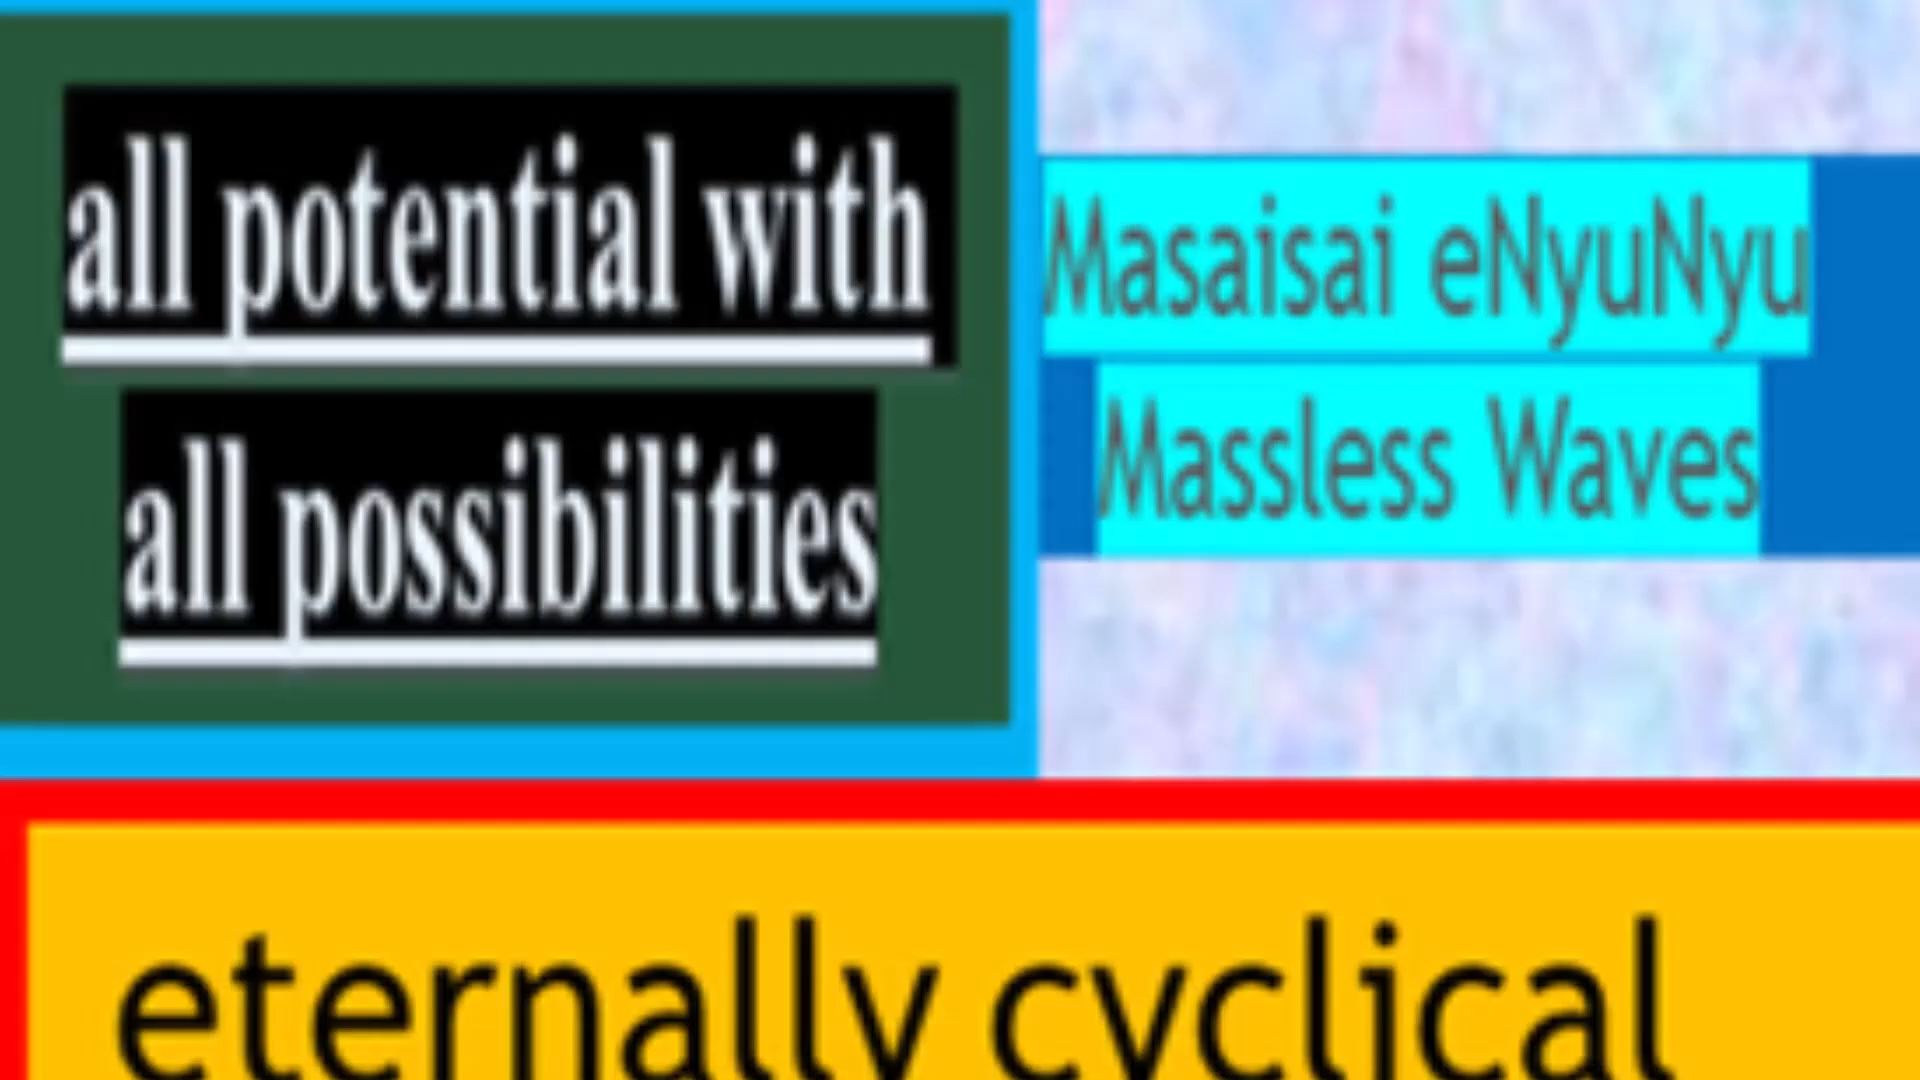 all potential with
all possibilities
Masaisai eNyuNyu
Massless Waves
eternally cyclical